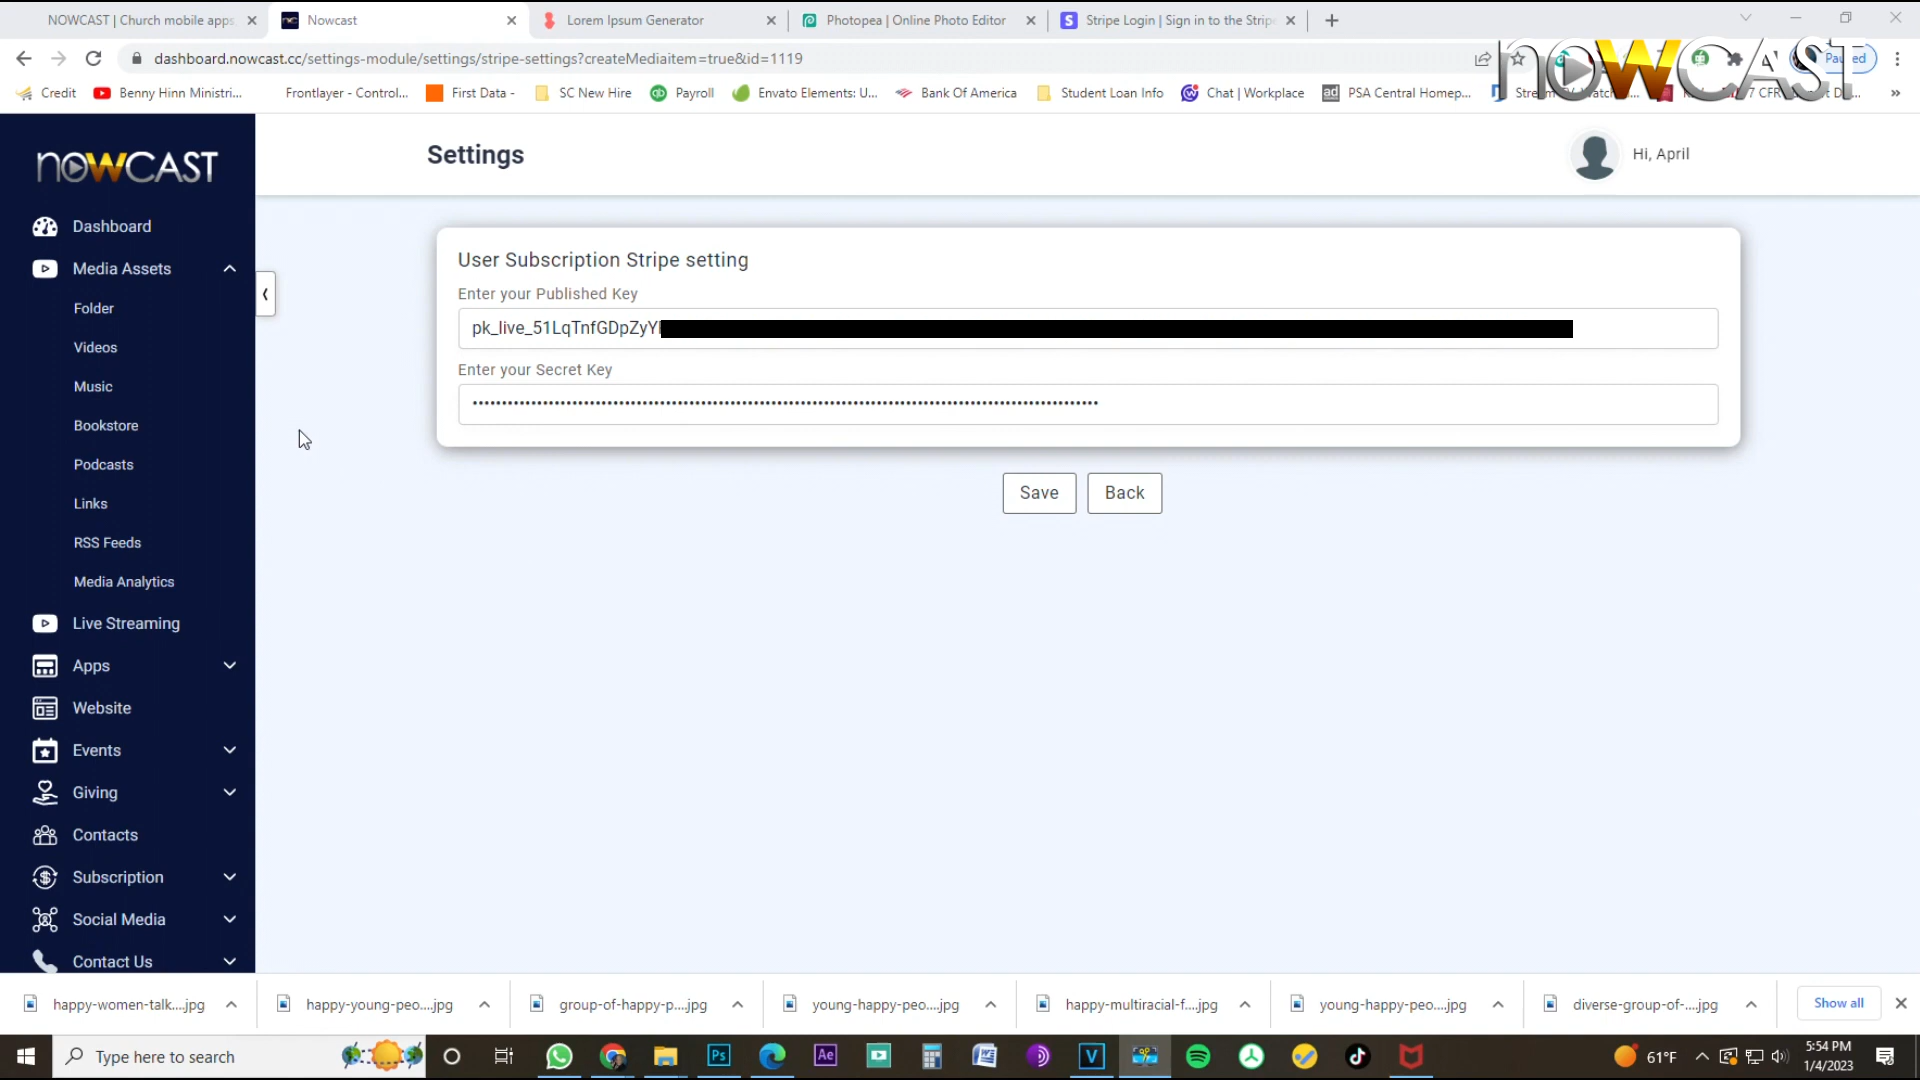 NOWCAST | Church mobile apps,
Nowcast
Lorem Ipsum Generator
Photopea | Online Photo Editor
Stripe Login | Sign in to the Stripe
dashboard.nowcast.cc/settings-module/settings/stripe-settings?createMediaitem=true&id=1119
nowCAST
Credit
Benny Hinn Ministri...
Frontlayer - Control...
First Data -
SC New Hire
Payroll
Envato Elements: U...
Bank Of America
Student Loan Info
Chat | Workplace
PSA Central Homep...
nowCAST
Settings
Hi, April
Dashboard
Media Assets
Folder
Videos
Music
Bookstore
Podcasts
Links
RSS Feeds
Media Analytics
Live Streaming
Apps
Website
Events
Giving
Contacts
Subscription
Social Media
Contact Us
User Subscription Stripe setting
Enter your Published Key
pk_live_51LqTnfGDpZyY
Enter your Secret Key
Save
Back
happy-women-talk....jpg
happy-young-peo....jpg
group-of-happy-p....jpg
young-happy-peo....jpg
happy-multiracial-f....jpg
young-happy-peo....jpg
diverse-group-of-....jpg
Show all
Type here to search
Ps
Ae
V
61°F
5:54 PM
1/4/2023